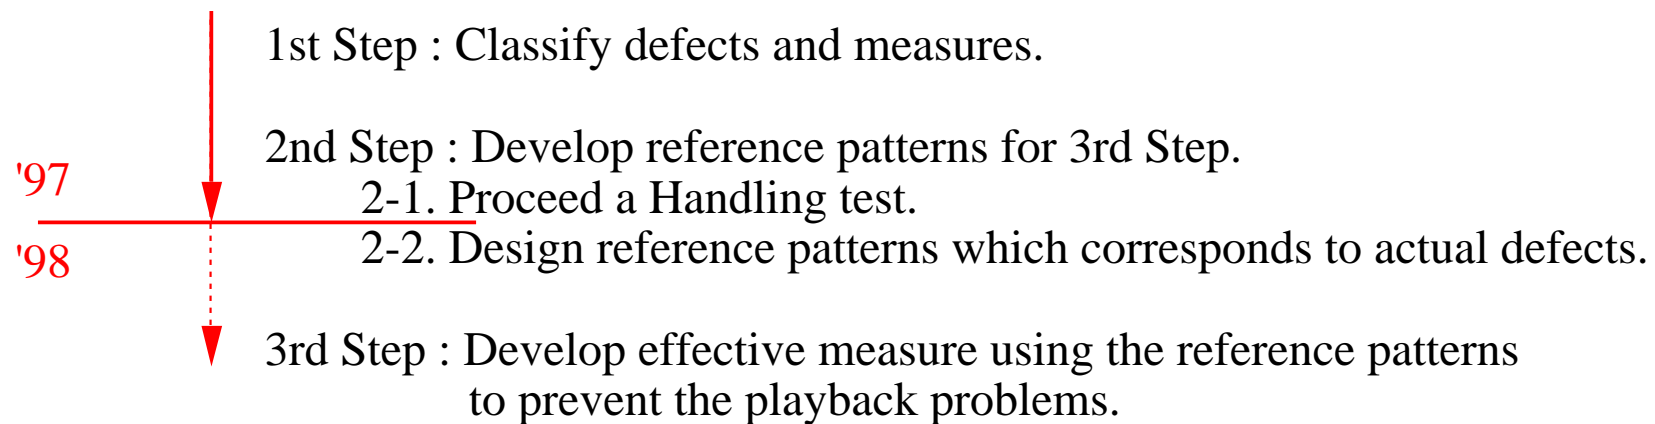 1st Step : Classify defects and measures.
2nd Step : Develop reference patterns for 3rd Step.
'97
2-1. Proceed a Handling test.
'98
2-2. Design reference patterns which corresponds to actual defects.
3rd Step : Develop effective measure using the reference patterns
to prevent the playback problems.